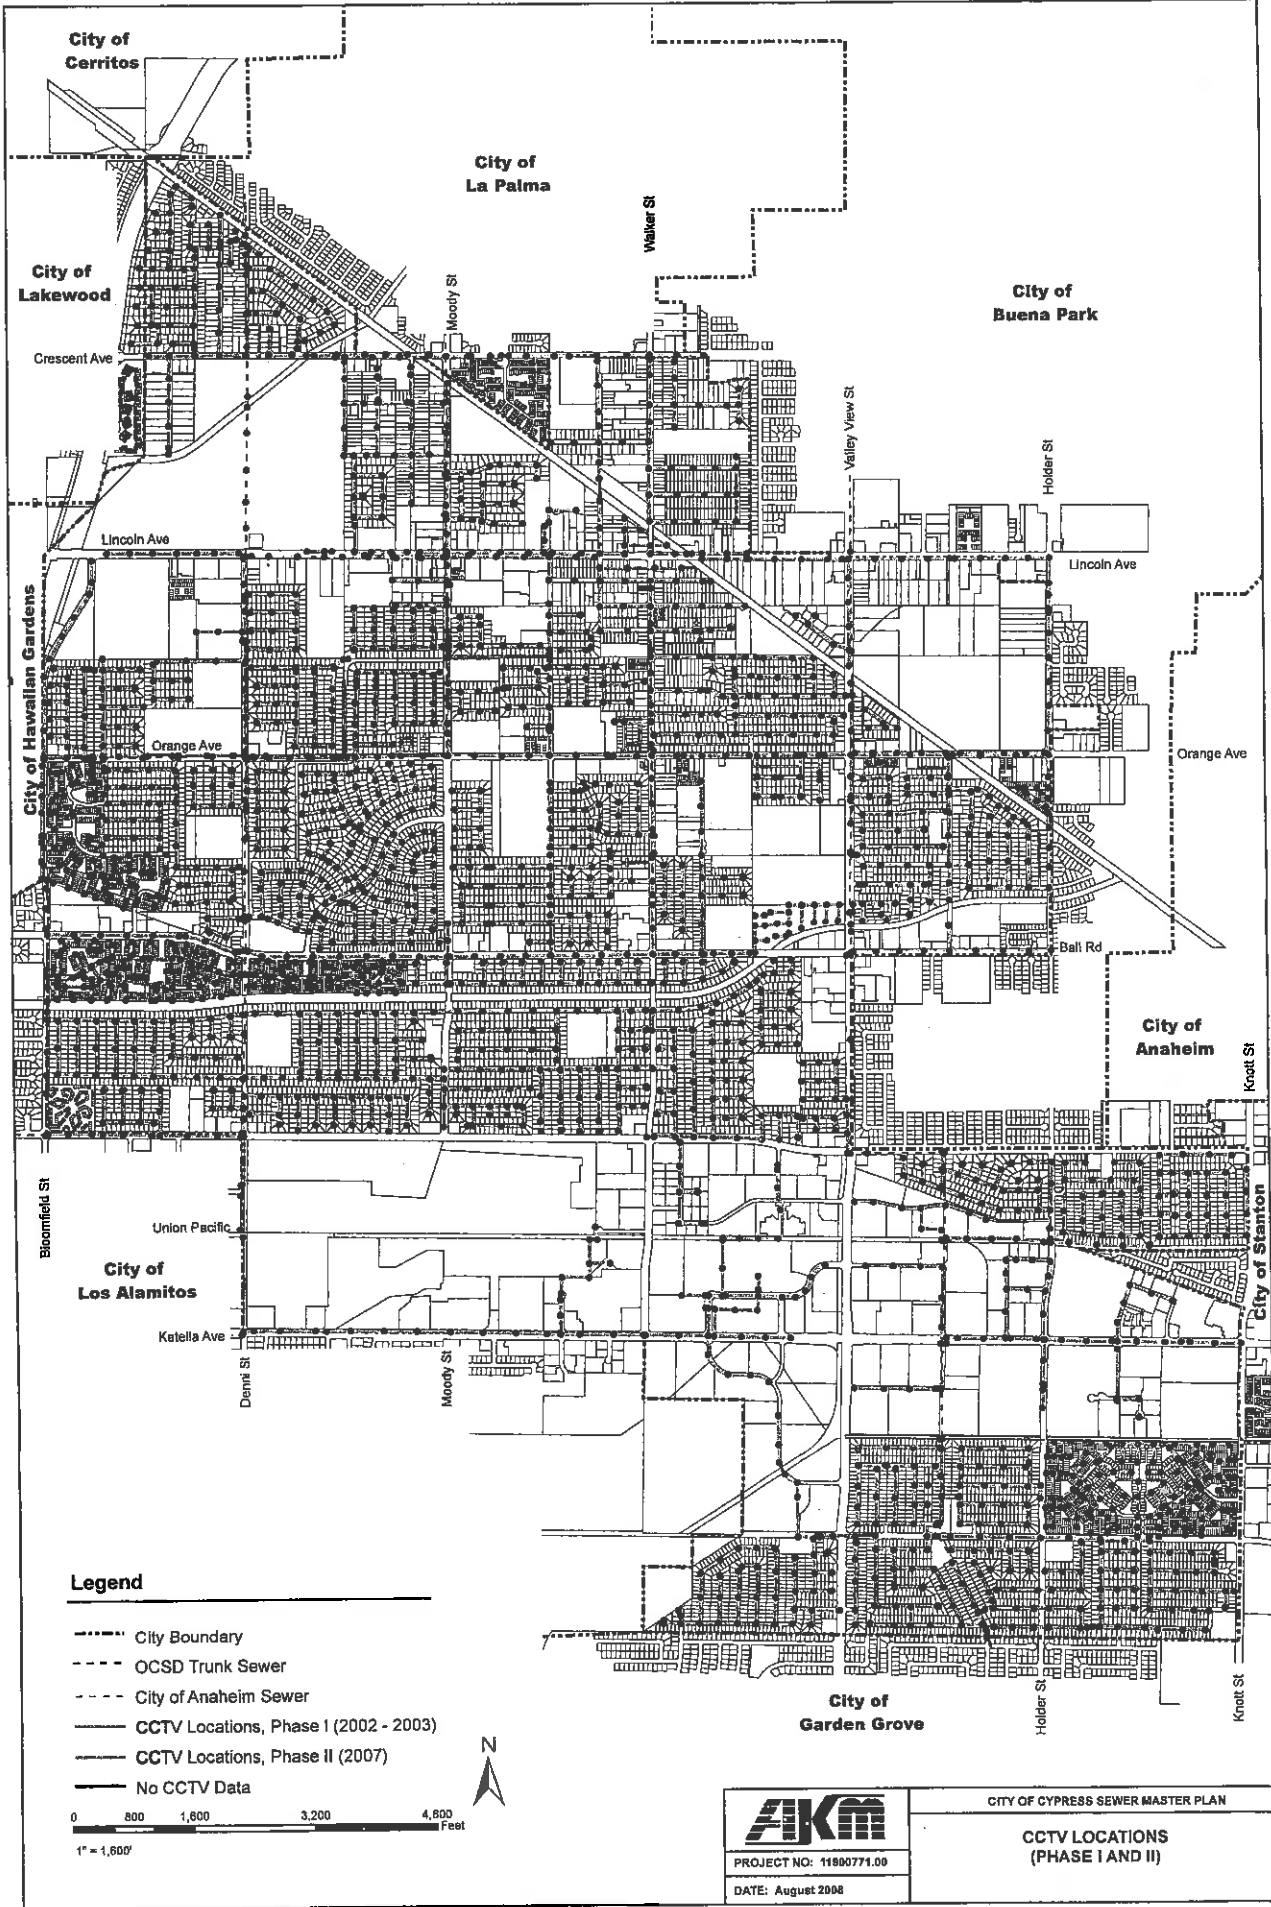 City of
Cerritos
City of
La Palma
Walker St
City of
Lakewood
Moody St
City of
Buena Park
Crescent Ave
Valley View St
Holder St
Lincoln Ave
Lincoln Ave
City of Hawaiian Gardens
Orange Ave
Orange Ave
Ball Rd
City of
Anaheim
Knott St
Bloomfield St
Union Pacific
City of
Los Alamitos
City of Stanton
Katella Ave
Denni St
Moody St
Legend
City Boundary
OCSD Trunk Sewer
City of Anaheim Sewer
CCTV Locations, Phase I (2002 - 2003)
CCTV Locations, Phase II (2007)
No CCTV Data
0 800 1,600 3,200 4,800
Feet
1" = 1,600'
N
City of
Garden Grove
Holder St
Knott St
AKM
PROJECT NO: 11900771.00
DATE: August 2008
CITY OF CYPRESS SEWER MASTER PLAN
CCTV LOCATIONS
(PHASE I AND II)